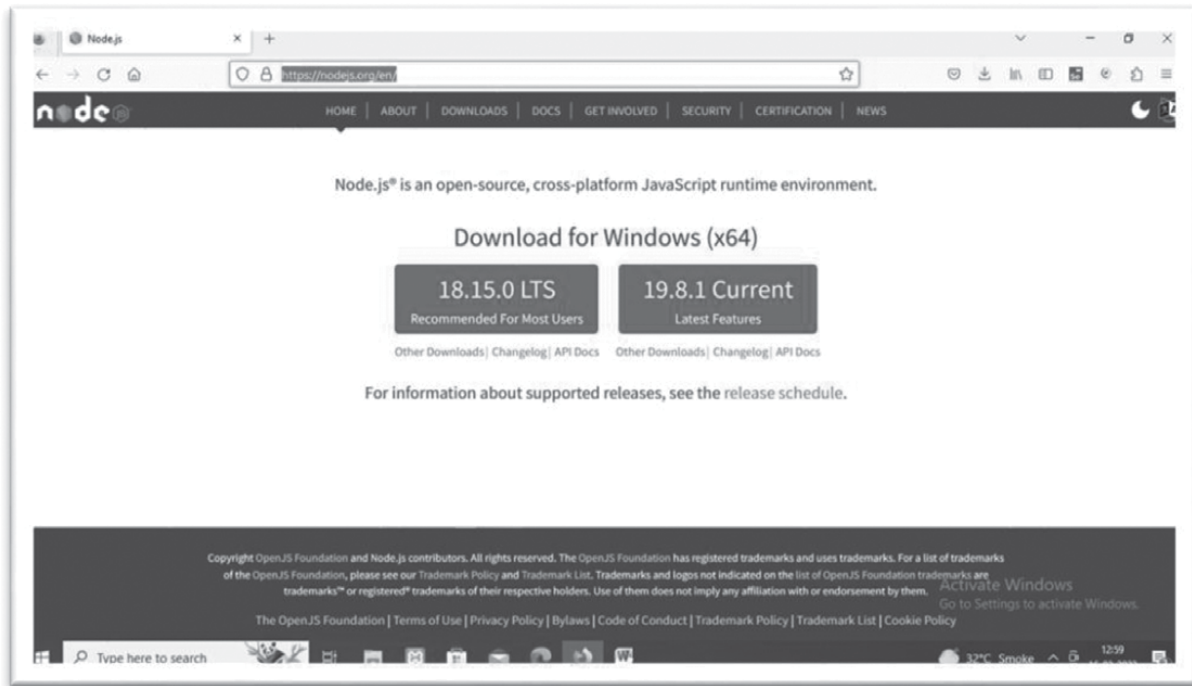 Node.js
https://nodejs.org/en/
node
HOME | ABOUT | DOWNLOADS | DOCS | GET INVOLVED | SECURITY | CERTIFICATION | NEWS
Node.js® is an open-source, cross-platform JavaScript runtime environment.
Download for Windows (x64)
18.15.0 LTS
Recommended For Most Users
19.8.1 Current
Latest Features
Other Downloads| Changelog| API Docs
Other Downloads| Changelog| API Docs
For information about supported releases, see the release schedule.
Copyright OpenJS Foundation and Node.js contributors. All rights reserved. The OpenJS Foundation has registered trademarks and uses trademarks. For a list of trademarks
of the OpenJS Foundation, please see our Trademark Policy and Trademark List. Trademarks and logos not indicated on the list of OpenJS Foundation trademarks are
trademarks™ or registered® trademarks of their respective holders. Use of them does not imply any affiliation with or endorsement by them.
Activate Windows
Go to Settings to activate Windows.
The OpenJS Foundation | Terms of Use | Privacy Policy | Bylaws | Code of Conduct | Trademark Policy | Trademark List | Cookie Policy
Type here to search
W
32°C Smoke
12:59